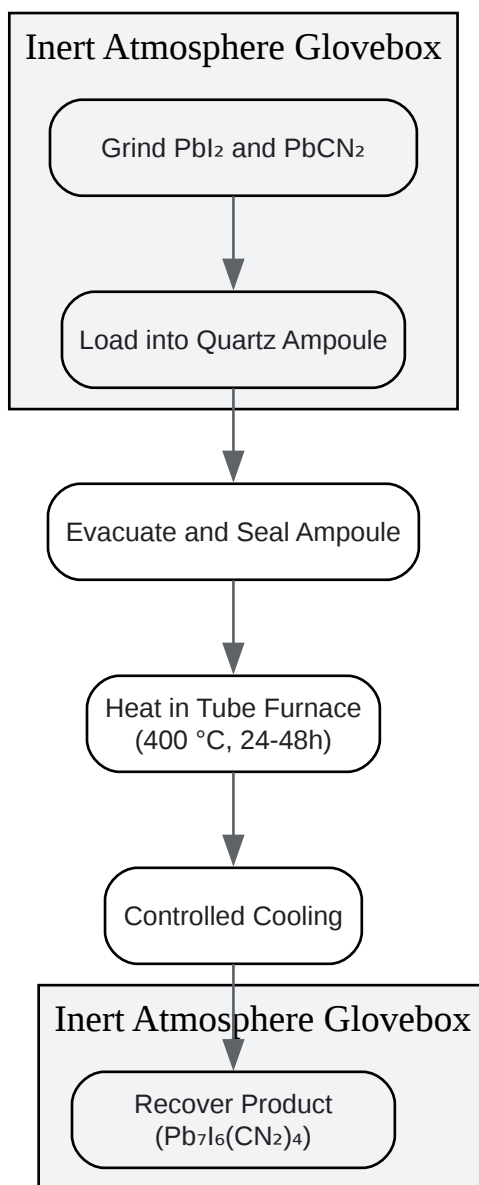 Inert Atmosphere Glovebox
Grind PbI₂ and PbCN₂
Load into Quartz Ampoule
Evacuate and Seal Ampoule
Heat in Tube Furnace
(400 °C, 24-48h)
Controlled Cooling
Inert Atmosphere Glovebox
Recover Product
(Pb₇I₆(CN₂)₄)